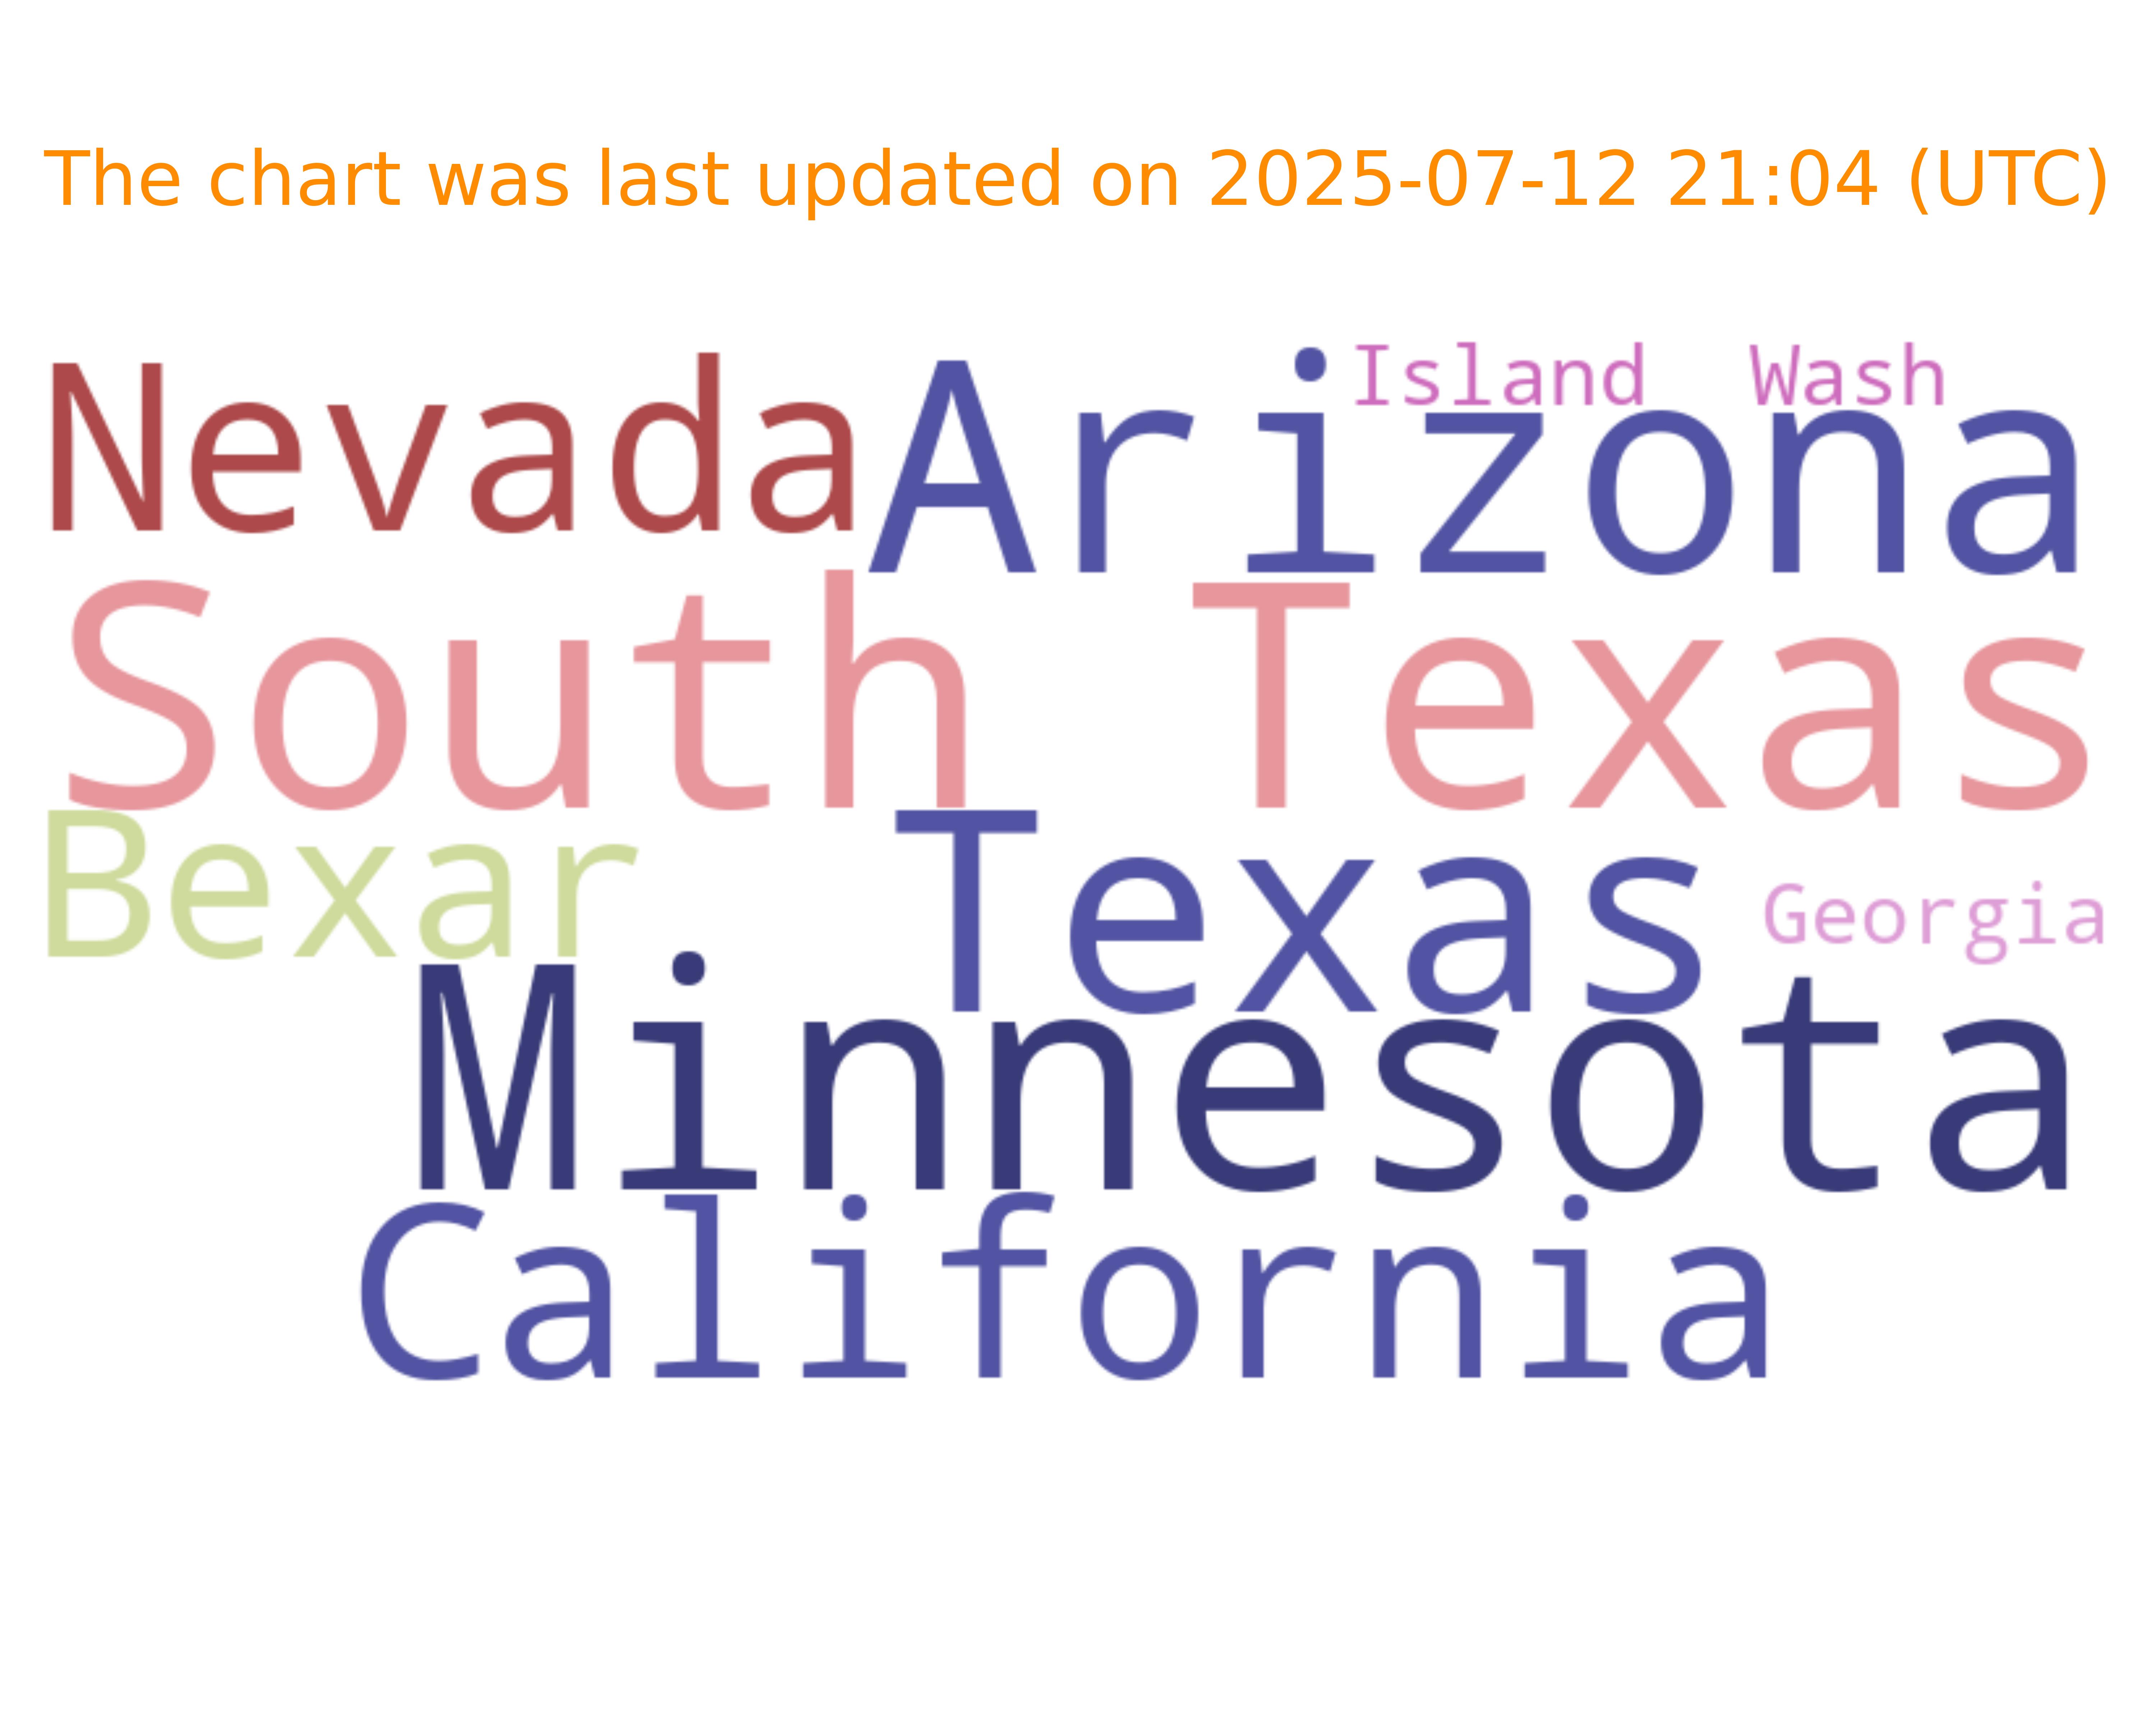 The chart was last updated on 2025-07-12 21:04 (UTC)
Island Wash
Nevada Arizona
South Texas
Bexar Texas Georgia
Minnesota
California